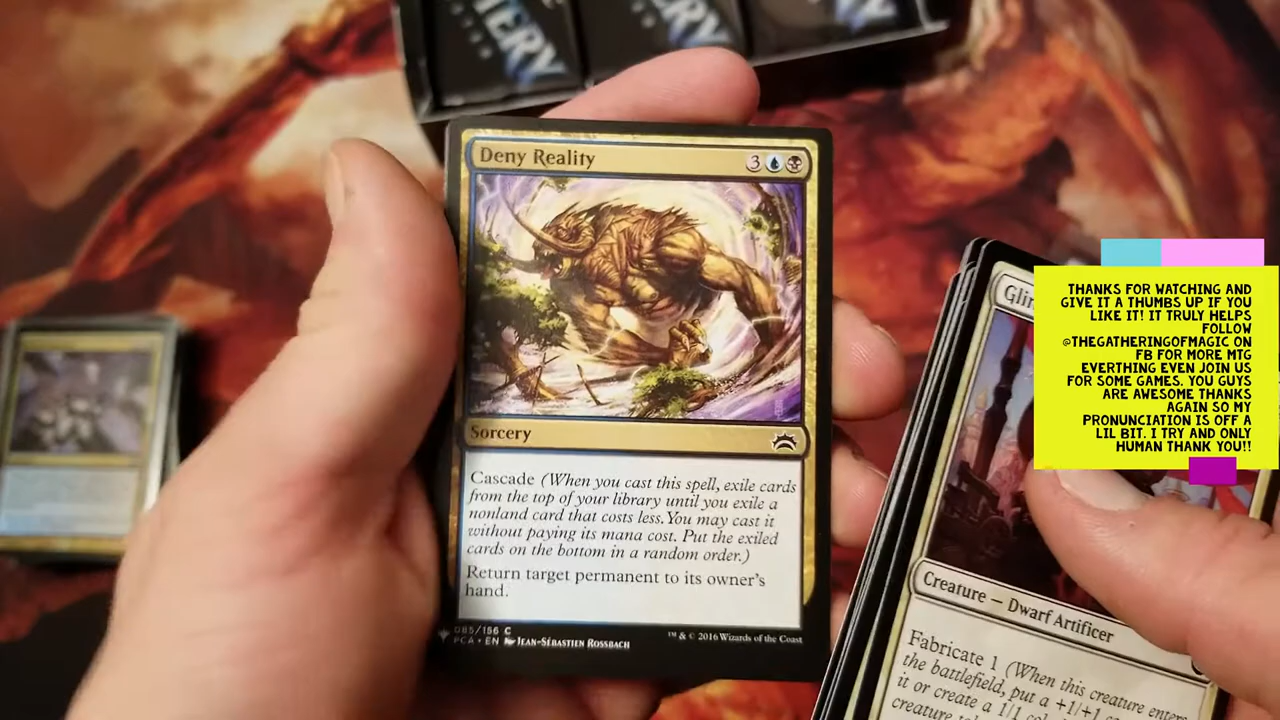 TERY
Deny Reality
3
Sorcery
Cascade (When you cast this spell, exile cards
from the top of your library until you exile a
nonland card that costs less. You may cast it
without paying its mana cost. Put the exiled
cards on the bottom in a random order.)
Return target permanent to its owner's
hand.
085/156 C
PCA • EN Jean-Sébastien Rossbach
™ & © 2016 Wizards of the Coast
Glin
Creature — Dwarf Artificer
Fabricate 1 (When this creature enters
the battlefield, put a +1/+1
it or create a 1/1
THANKS FOR WATCHING AND
GIVE IT A THUMBS UP IF YOU
LIKE IT! IT TRULY HELPS
FOLLOW
@THEGATHERINGOFMAGIC ON
FB FOR MORE MTG
EVERTHING EVEN JOIN US
FOR SOME GAMES. YOU GUYS
ARE AWESOME THANKS
AGAIN SO MY
PRONUNCIATION IS OFF A
LIL BIT. I TRY AND ONLY
HUMAN THANK YOU!!